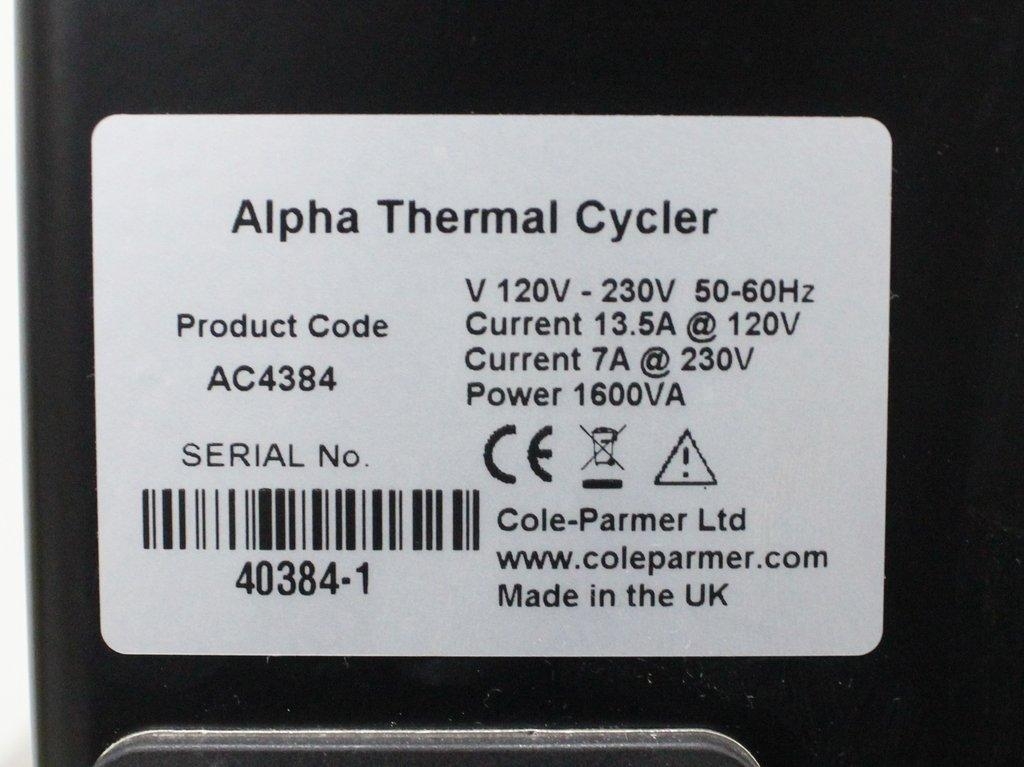 Alpha Thermal Cycler
Product Code
AC4384
V 120V - 230V 50-60Hz
Current 13.5A @ 120V
Current 7A @ 230V
Power 1600VA
SERIAL No.
40384-1
CE
Cole-Parmer Ltd
www.coleparmer.com
Made in the UK